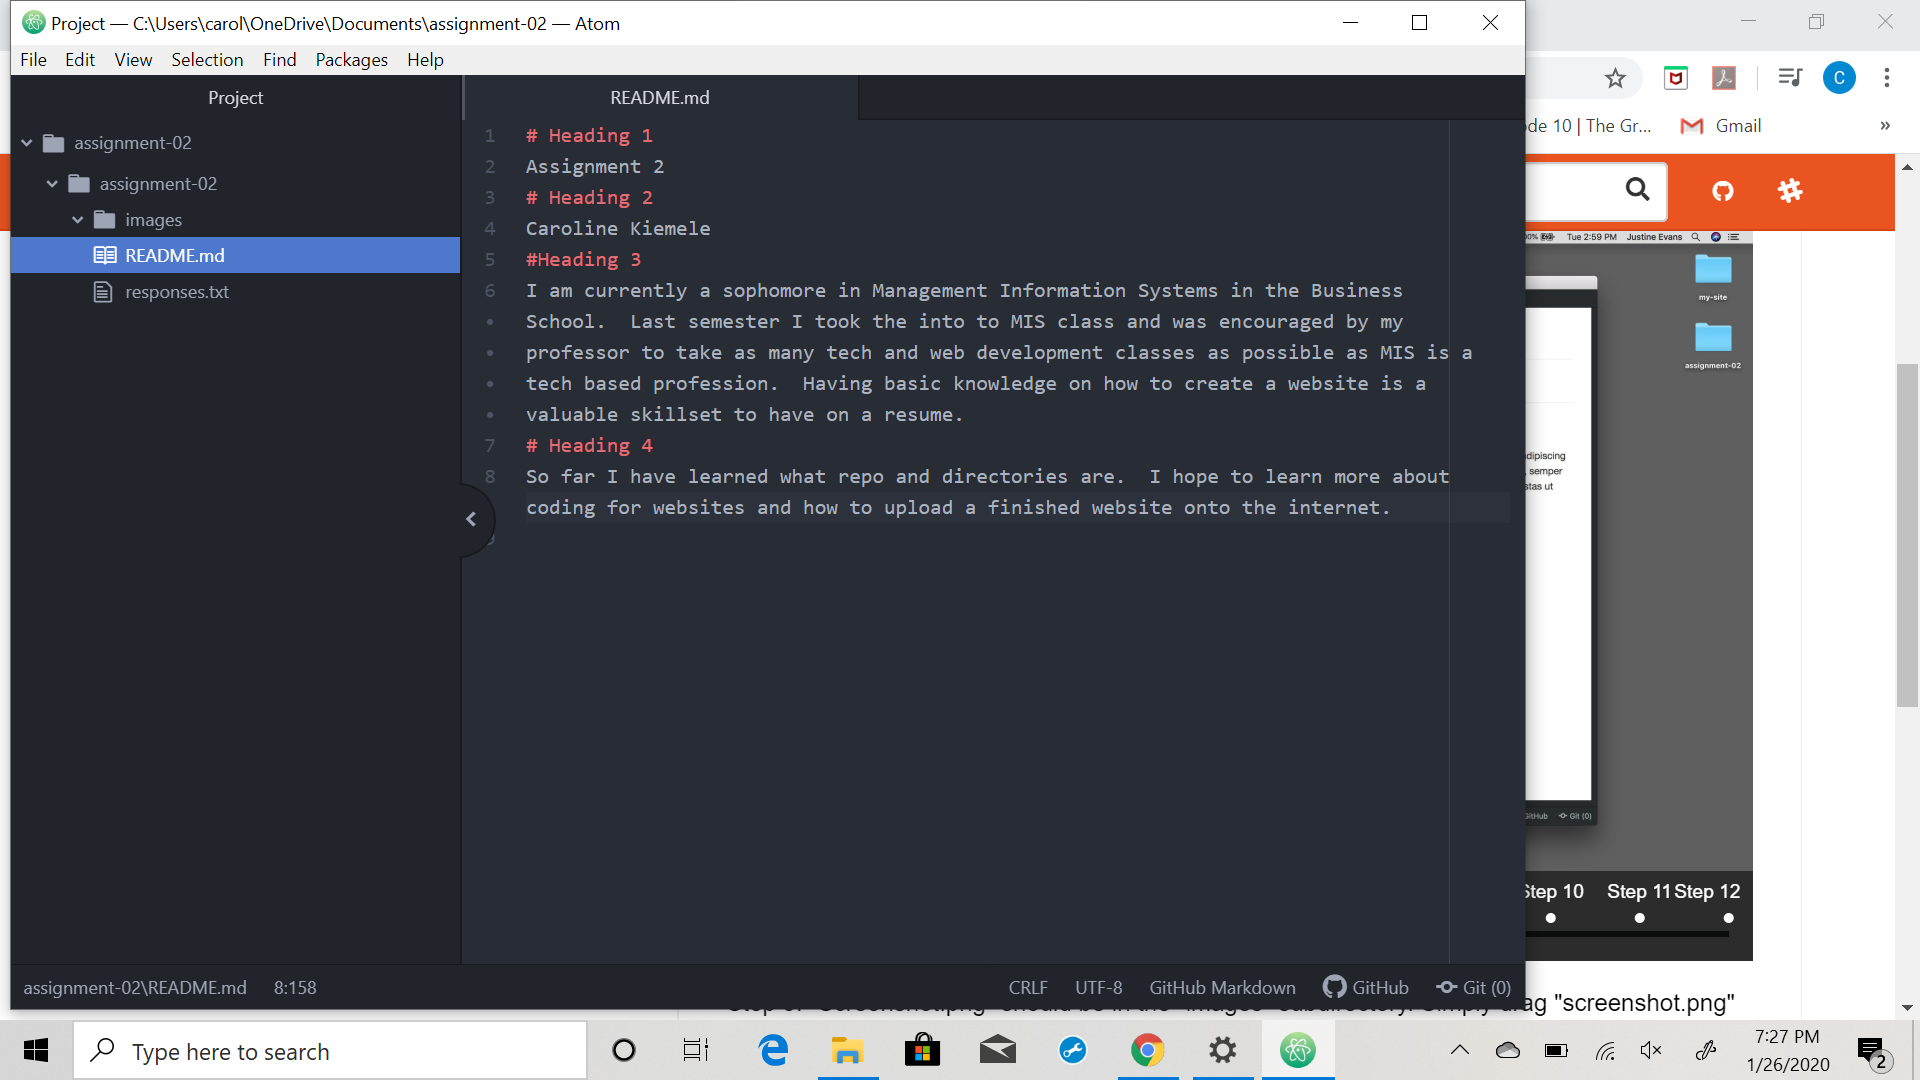 Project — C:\Users\carol\OneDrive\Documents\assignment-02 — Atom
File Edit View Selection Find Packages Help
Project
README.md
assignment-02
assignment-02
images
README.md
responses.txt
1 # Heading 1
2 Assignment 2
3 # Heading 2
4 Caroline Kiemele
5 #Heading 3
6 I am currently a sophomore in Management Information Systems in the Business
• School.  Last semester I took the into to MIS class and was encouraged by my
• professor to take as many tech and web development classes as possible as MIS is a
• tech based profession.  Having basic knowledge on how to create a website is a
• valuable skillset to have on a resume.
7 # Heading 4
8 So far I have learned what repo and directories are.  I hope to learn more about
coding for websites and how to upload a finished website onto the internet.
assignment-02\README.md 8:158 CRLF UTF-8 GitHub Markdown GitHub Git (0)
C
de 10 | The Gr... Gmail »
Tue 2:59 PM Justine Evans
my-site
assignment-02
dipiscing
semper
stas ut
GitHub Git (0)
Step 10 Step 11 Step 12
"screenshot.png"
Type here to search
7:27 PM
1/26/2020
2